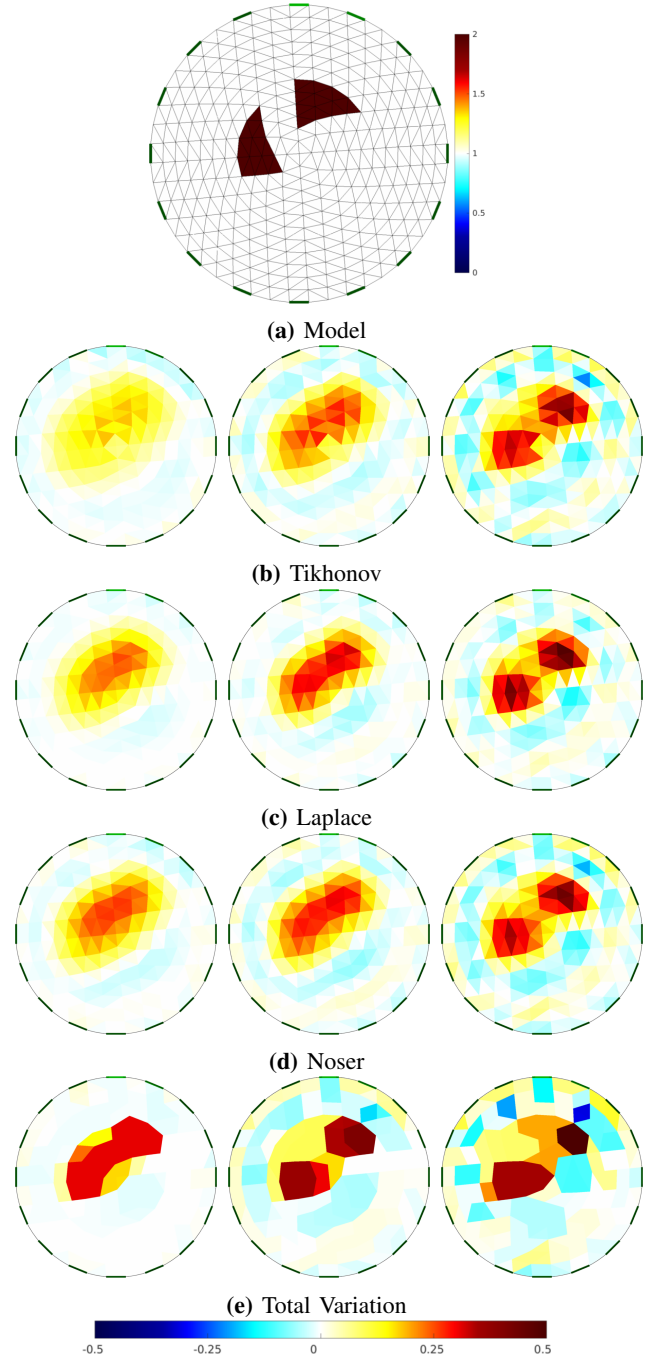 2
1.5
1
0.5
0
(a) Model
(b) Tikhonov
(c) Laplace
(d) Noser
(e) Total Variation
-0.5 -0.25 0 0.25 0.5